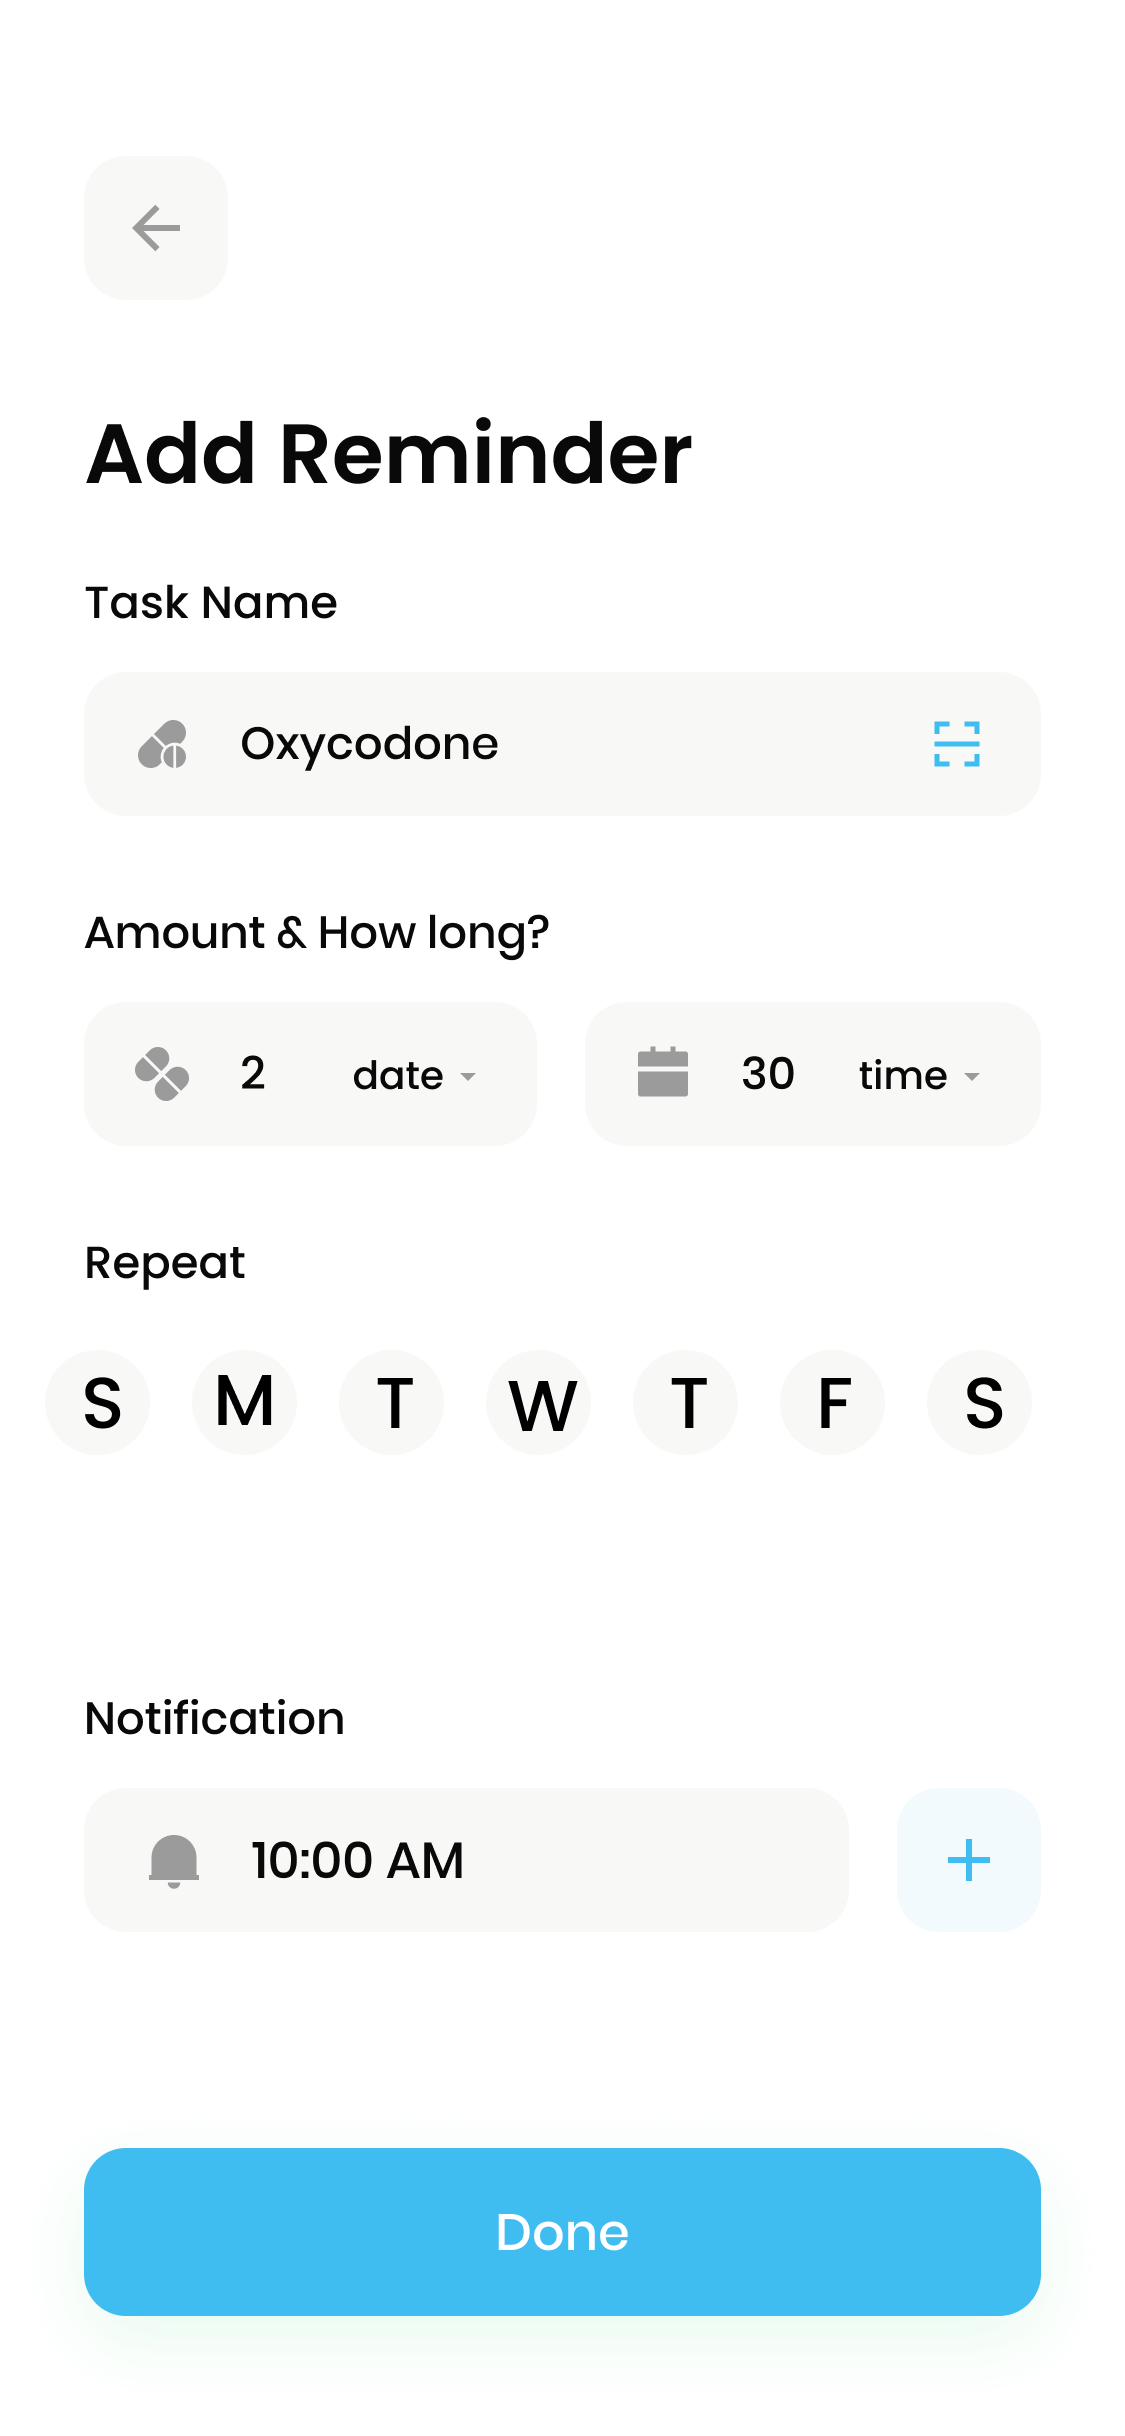 Add Reminder
Task Name
Oxycodone
Amount & How long?
2 date 30 time
Repeat
S M T W T F S
Notification
10:00 AM
Done